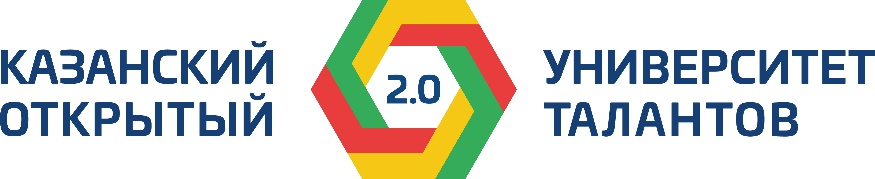 КАЗАНСКИЙ
ОТКРЫТЫЙ
2.0
УНИВЕРСИТЕТ
ТАЛАНТОВ